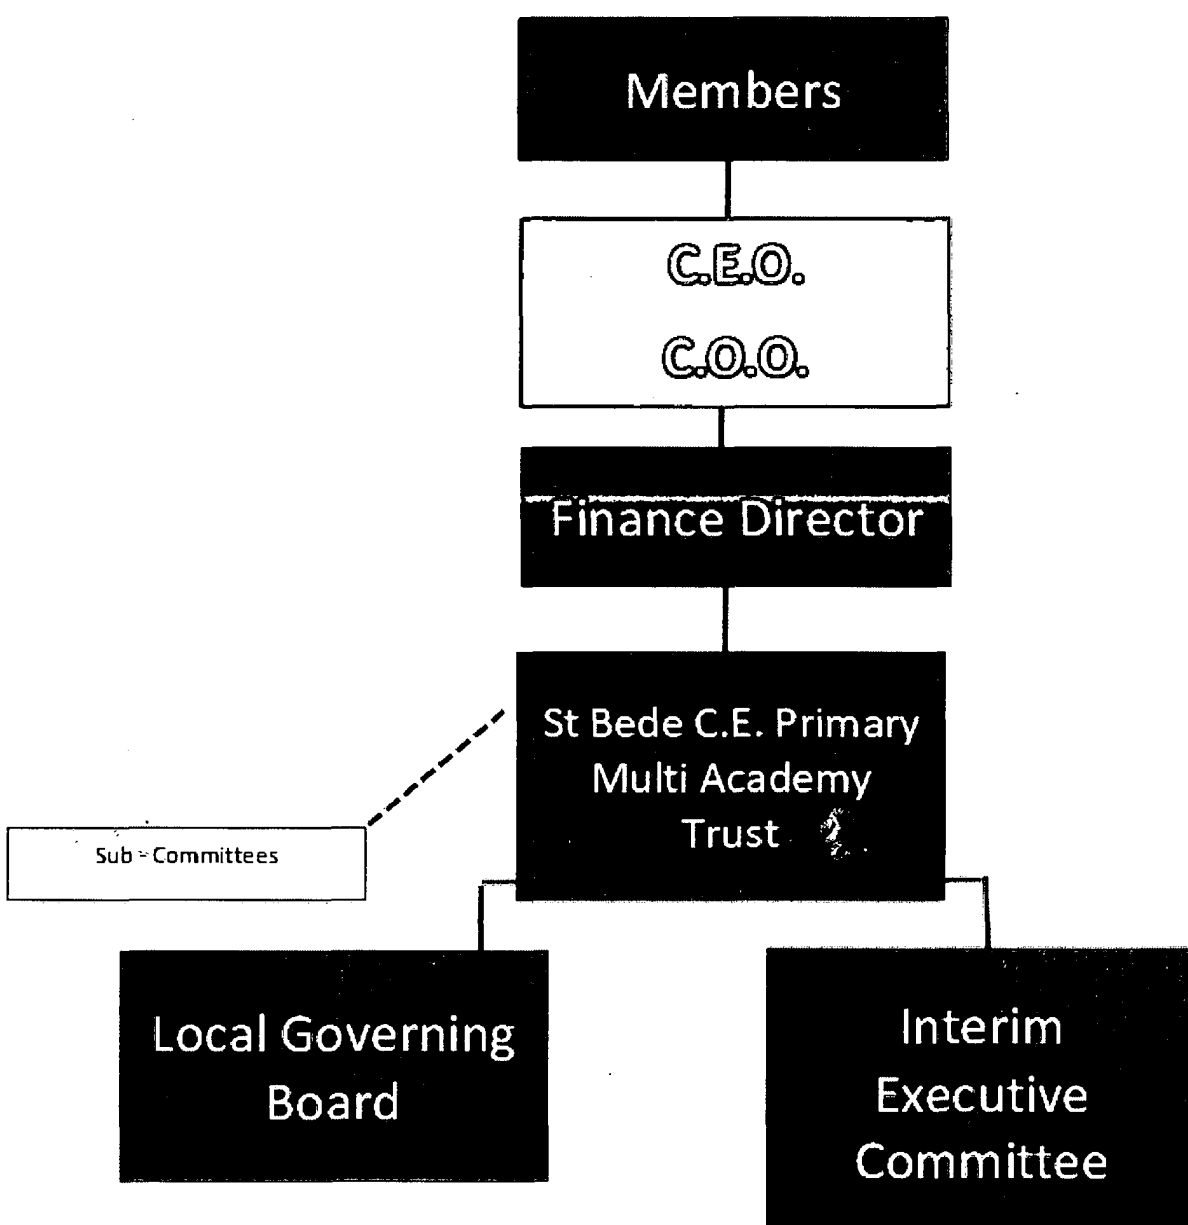 Members
C.E.O.
C.O.O.
Finance Director
St Bede C.E. Primary
Multi Academy
Trust
Sub - Committees
Local Governing
Board
Interim
Executive
Committee